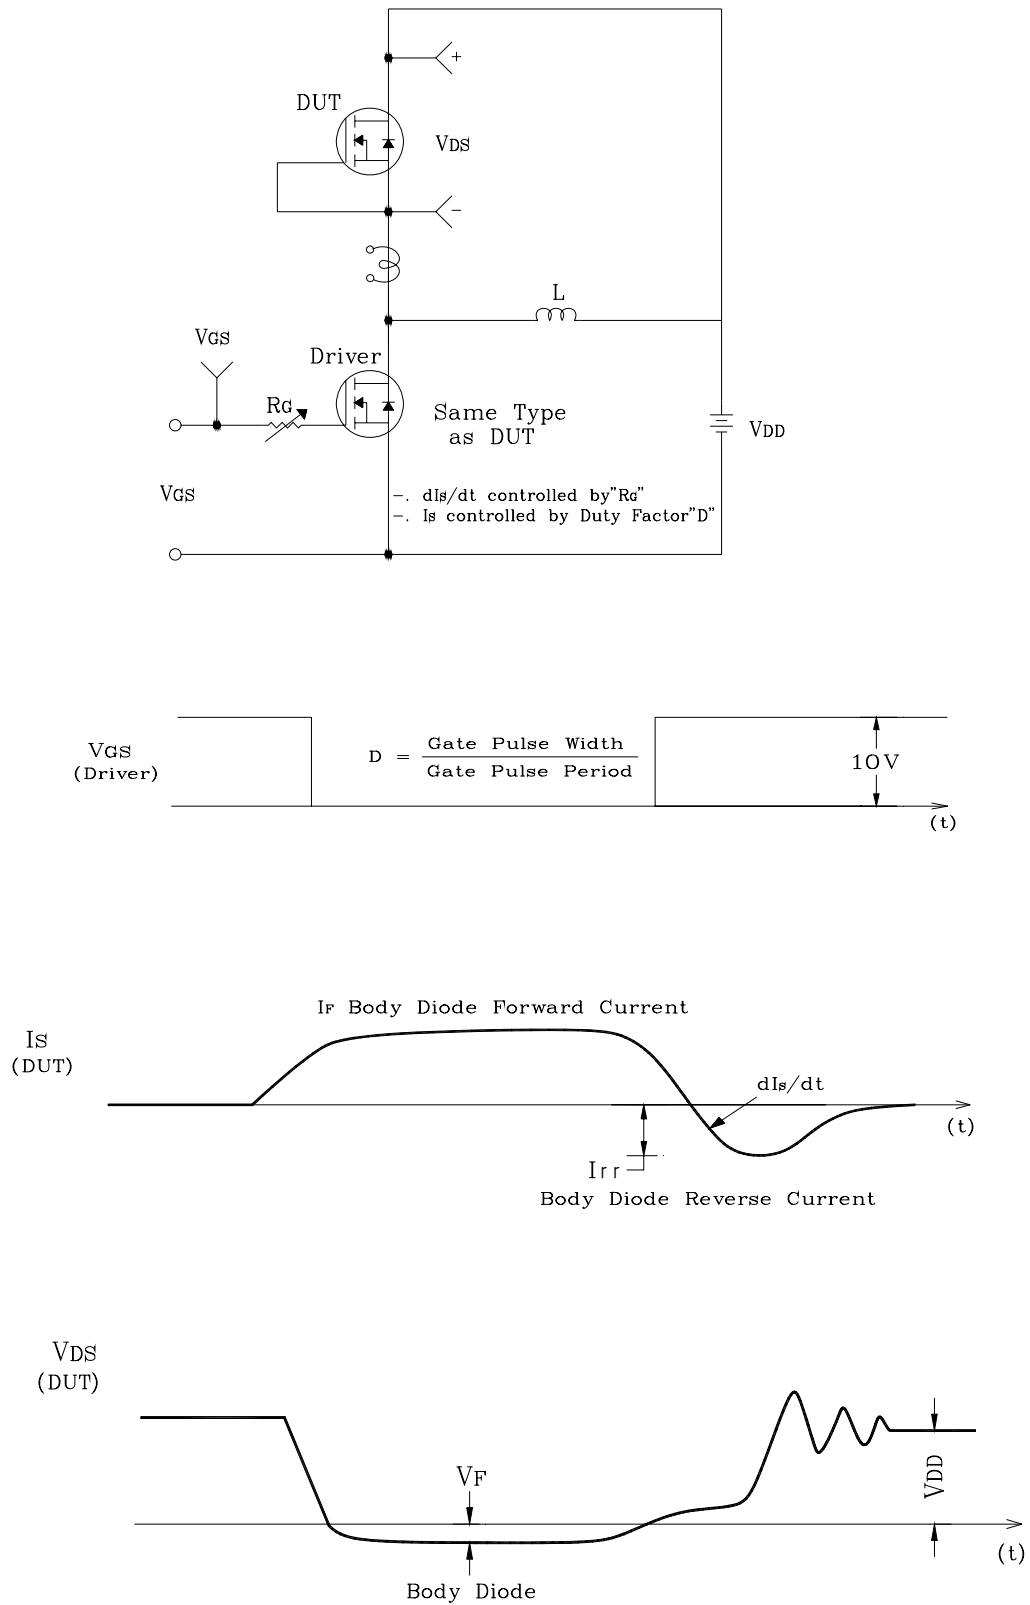 +
DUT
VDS
-
L
VGS
Driver
RG
Same Type
as DUT
VDD
VGS
-. dIs/dt controlled by"RG"
-. Is controlled by Duty Factor"D"
VGS
(Driver)
D = Gate Pulse Width
Gate Pulse Period
10V
(t)
IF Body Diode Forward Current
IS
(DUT)
dIs/dt
(t)
Irr
Body Diode Reverse Current
VDS
(DUT)
VF
VDD
(t)
Body Diode